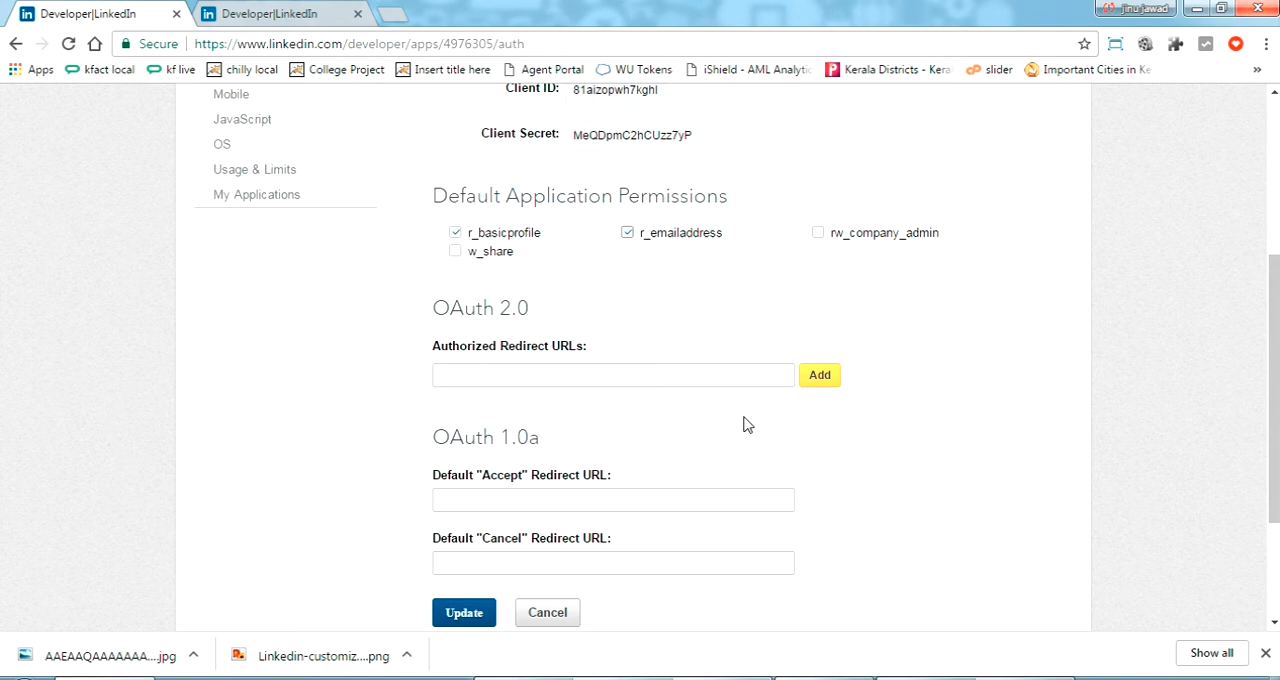 Developer|LinkedIn
Developer|LinkedIn
jinu jawad
Secure
https://www.linkedin.com/developer/apps/4976305/auth
Apps
kfact local
kf live
chilly local
College Project
Insert title here
Agent Portal
WU Tokens
iShield - AML Analytic
Kerala Districts - Kera
slider
Important Cities in Ke
»
Mobile
JavaScript
OS
Usage & Limits
My Applications
Client ID: 81aizopwh7kghl
Client Secret: MeQDpmC2hCUzz7yP
Default Application Permissions
r_basicprofile
r_emailaddress
rw_company_admin
w_share
OAuth 2.0
Authorized Redirect URLs:
Add
OAuth 1.0a
Default "Accept" Redirect URL:
Default "Cancel" Redirect URL:
Update
Cancel
AAEAAQAAAAAAA....jpg
Linkedin-customiz....png
Show all